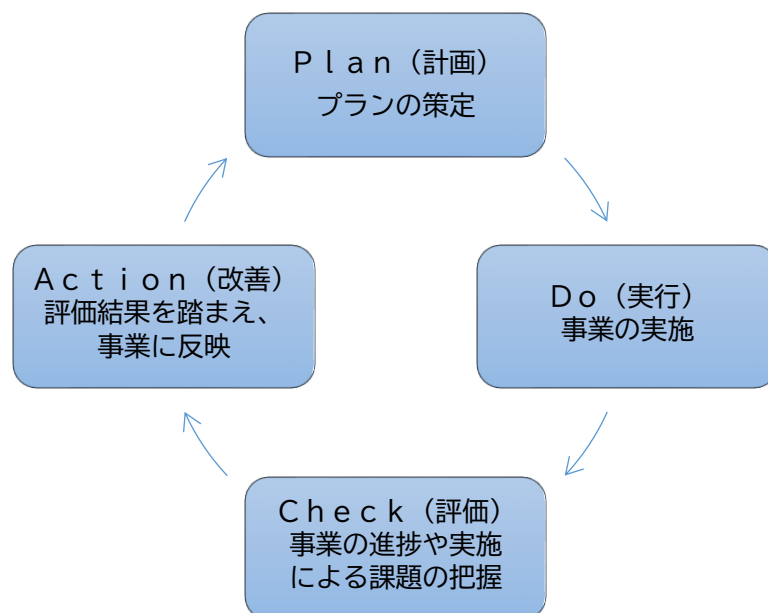 Ｐｌａｎ（計画）
プランの策定
Ａｃｔｉｏｎ（改善）
評価結果を踏まえ、
事業に反映
Ｄｏ（実行）
事業の実施
Ｃｈｅｃｋ（評価）
事業の進捗や実施
による課題の把握